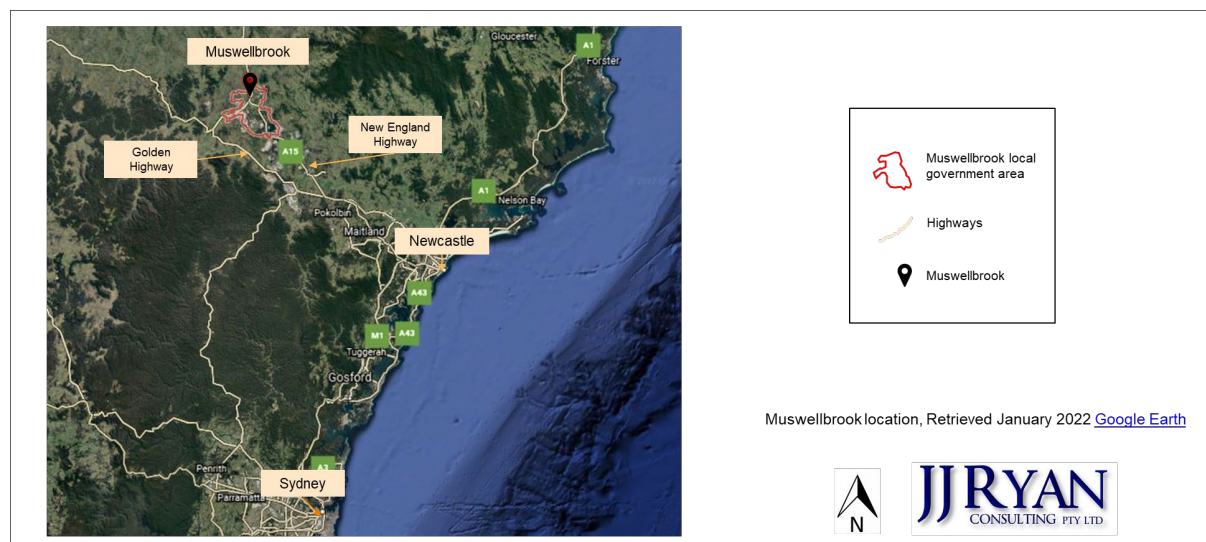 Gloucester
A1
Forster
Muswellbrook
New England
Highway
Golden
Highway
A15
A1
Nelson Bay
Pokolbin
Maitland
Newcastle
A43
M1
A43
Tuggerah
Gosford
Penrith
A3
Sydney
Parramatta
Muswellbrook local
government area
Highways
Muswellbrook
Muswellbrook location, Retrieved January 2022 Google Earth
N
JJRYAN
CONSULTING PTY LTD